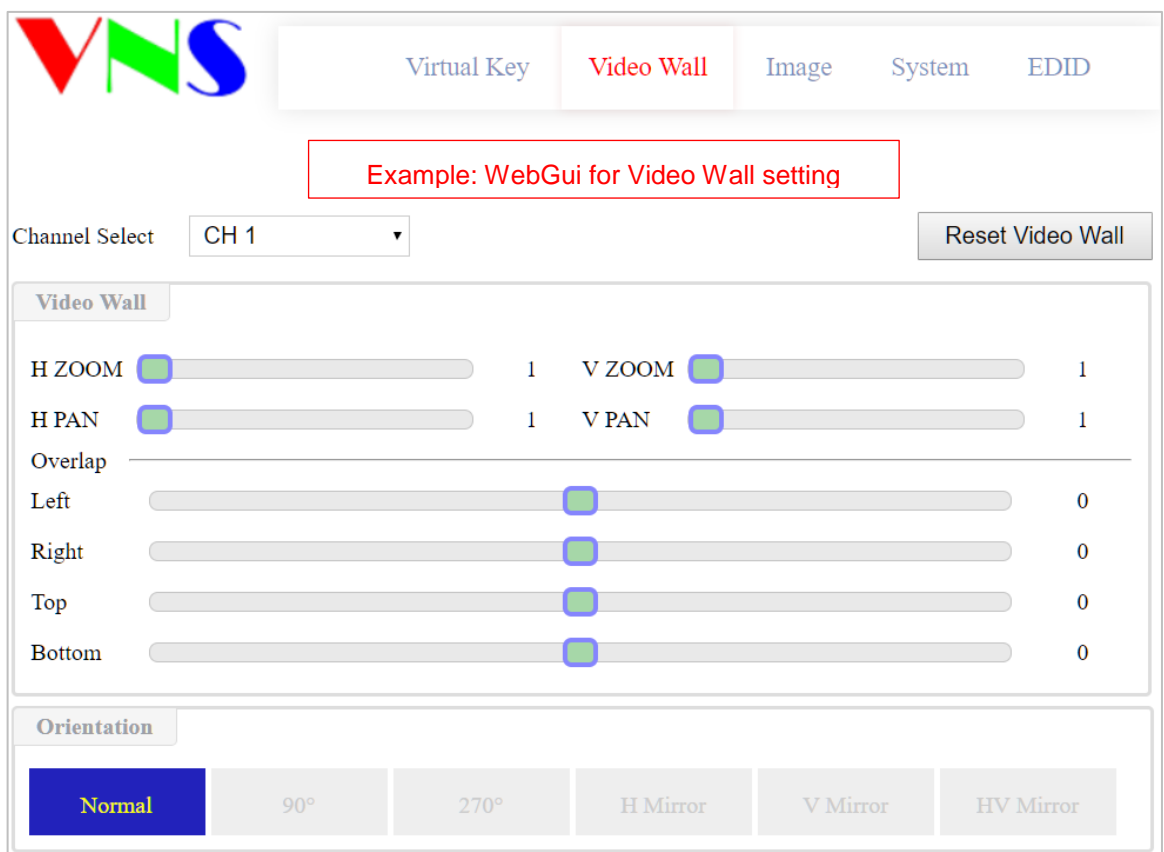 VNS
Virtual Key Video Wall Image System EDID
Example: WebGui for Video Wall setting
Channel Select CH 1 Reset Video Wall
Video Wall
H ZOOM 1 V ZOOM 1
H PAN 1 V PAN 1
Overlap
Left 0
Right 0
Top 0
Bottom 0
Orientation
Normal 90° 270° H Mirror V Mirror HV Mirror